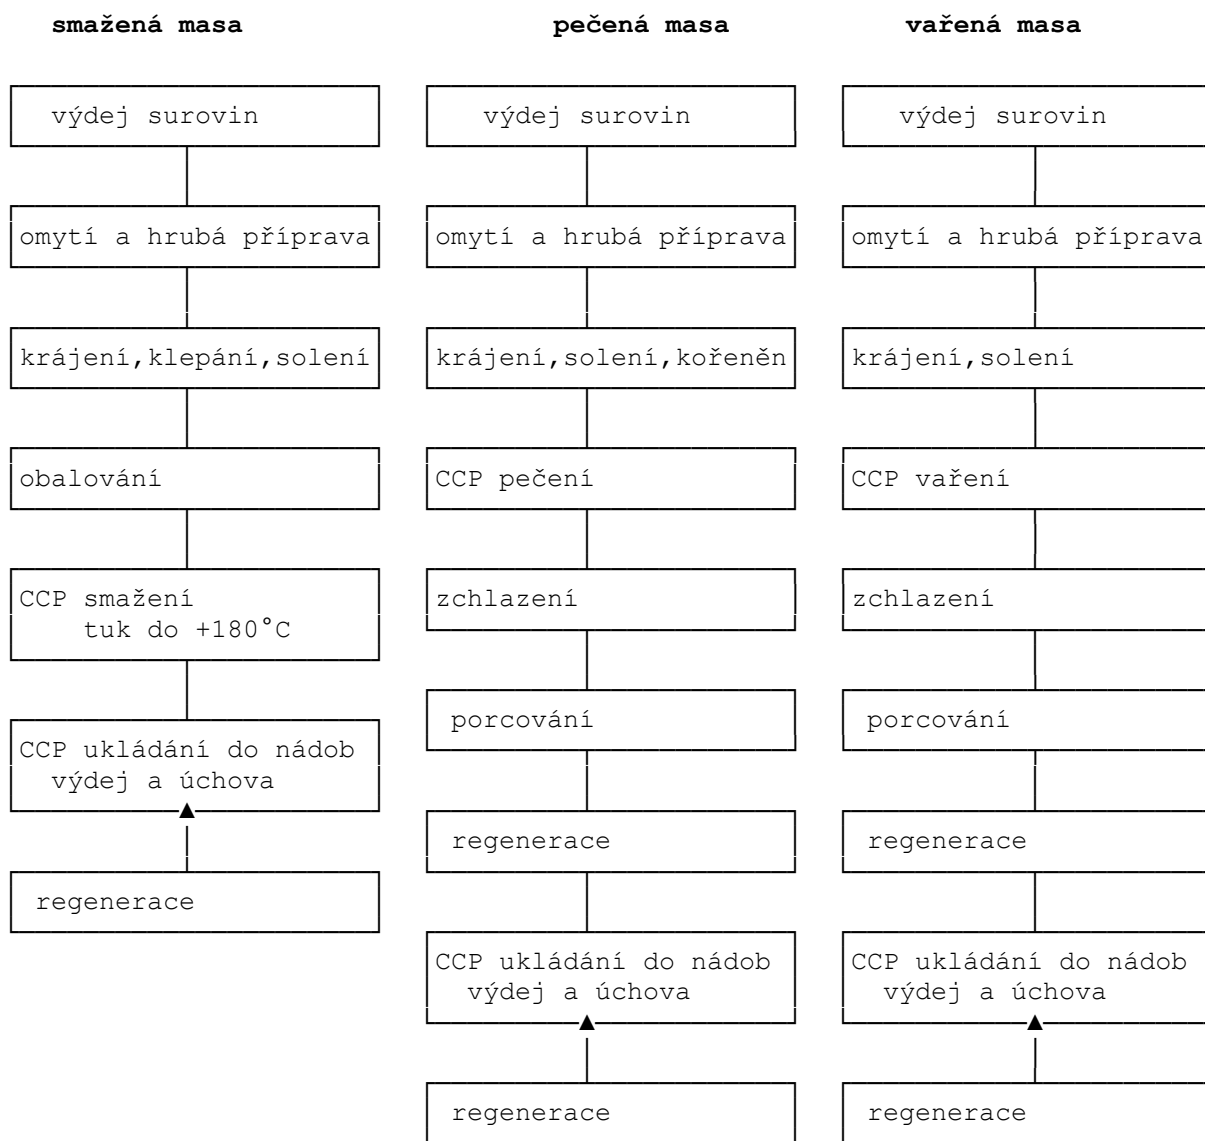 smažená masa
výdej surovin
omytí a hrubá příprava
krájení,klepání,solení
obalování
CCP smažení
tuk do +180°C
CCP ukládání do nádob
výdej a úchova
regenerace
pečená masa
výdej surovin
omytí a hrubá příprava
krájení,solení,kořeněn
CCP pečení
zchlazení
porcování
regenerace
CCP ukládání do nádob
výdej a úchova
regenerace
vařená masa
výdej surovin
omytí a hrubá příprava
krájení,solení
CCP vaření
zchlazení
porcování
regenerace
CCP ukládání do nádob
výdej a úchova
regenerace